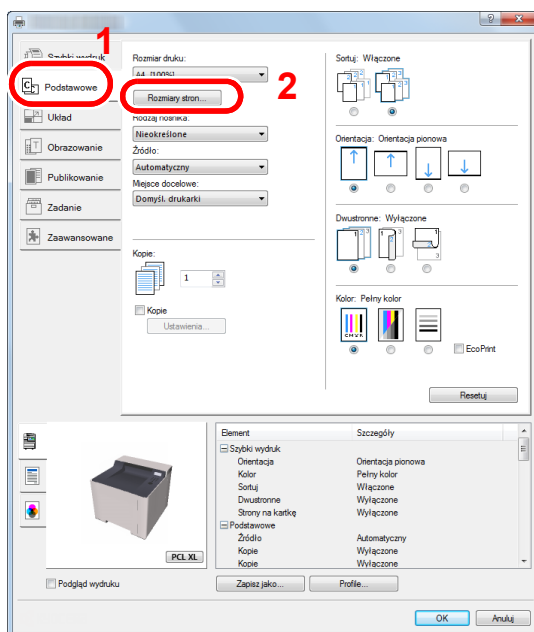 1
Szybki wydruk
Podstawowe
Układ
Obrazowanie
Publikowanie
Zadanie
Zaawansowane
Rozmiar druku:
A4 [100%]
Rozmiary stron...
2
Rodzaj nośnika:
Nieokreślone
Źródło:
Automatyczny
Miejsce docelowe:
Domyśl. drukarki
Kopie:
1
Kopie
Ustawienia...
Sortuj: Włączone
Orientacja: Orientacja pionowa
Dwustronne: Wyłączone
Kolor: Pełny kolor
CMYK
EcoPrint
Resetuj
PCL XL
Podgląd wydruku
Element Szczegóły
Szybki wydruk
Orientacja Orientacja pionowa
Kolor Pełny kolor
Sortuj Włączone
Dwustronne Wyłączone
Strony na kartkę Wyłączone
Podstawowe
Źródło Automatyczny
Kopie Wyłączone
Kopie Wyłączone
Zapisz jako... Profile...
OK Anuluj